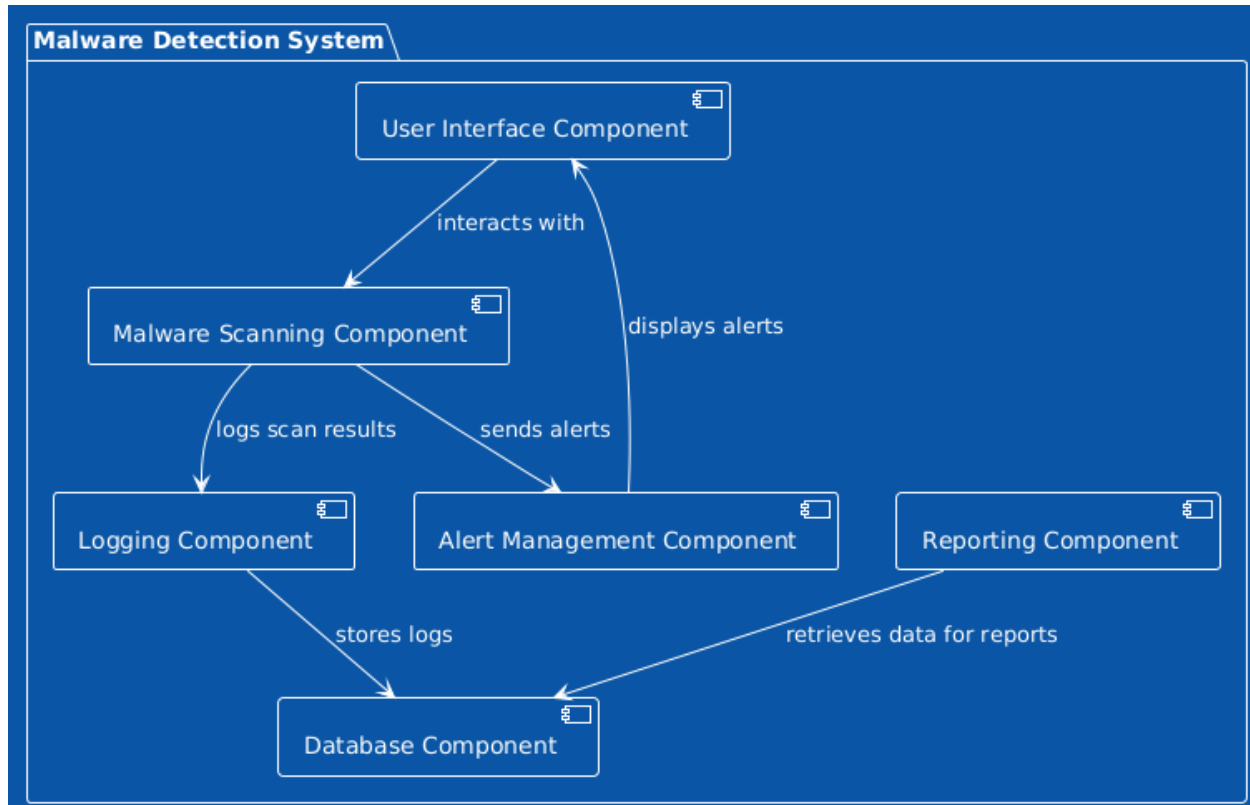 Malware Detection System
User Interface Component
interacts with
Malware Scanning Component
displays alerts
logs scan results
sends alerts
Logging Component
Alert Management Component
Reporting Component
stores logs
retrieves data for reports
Database Component